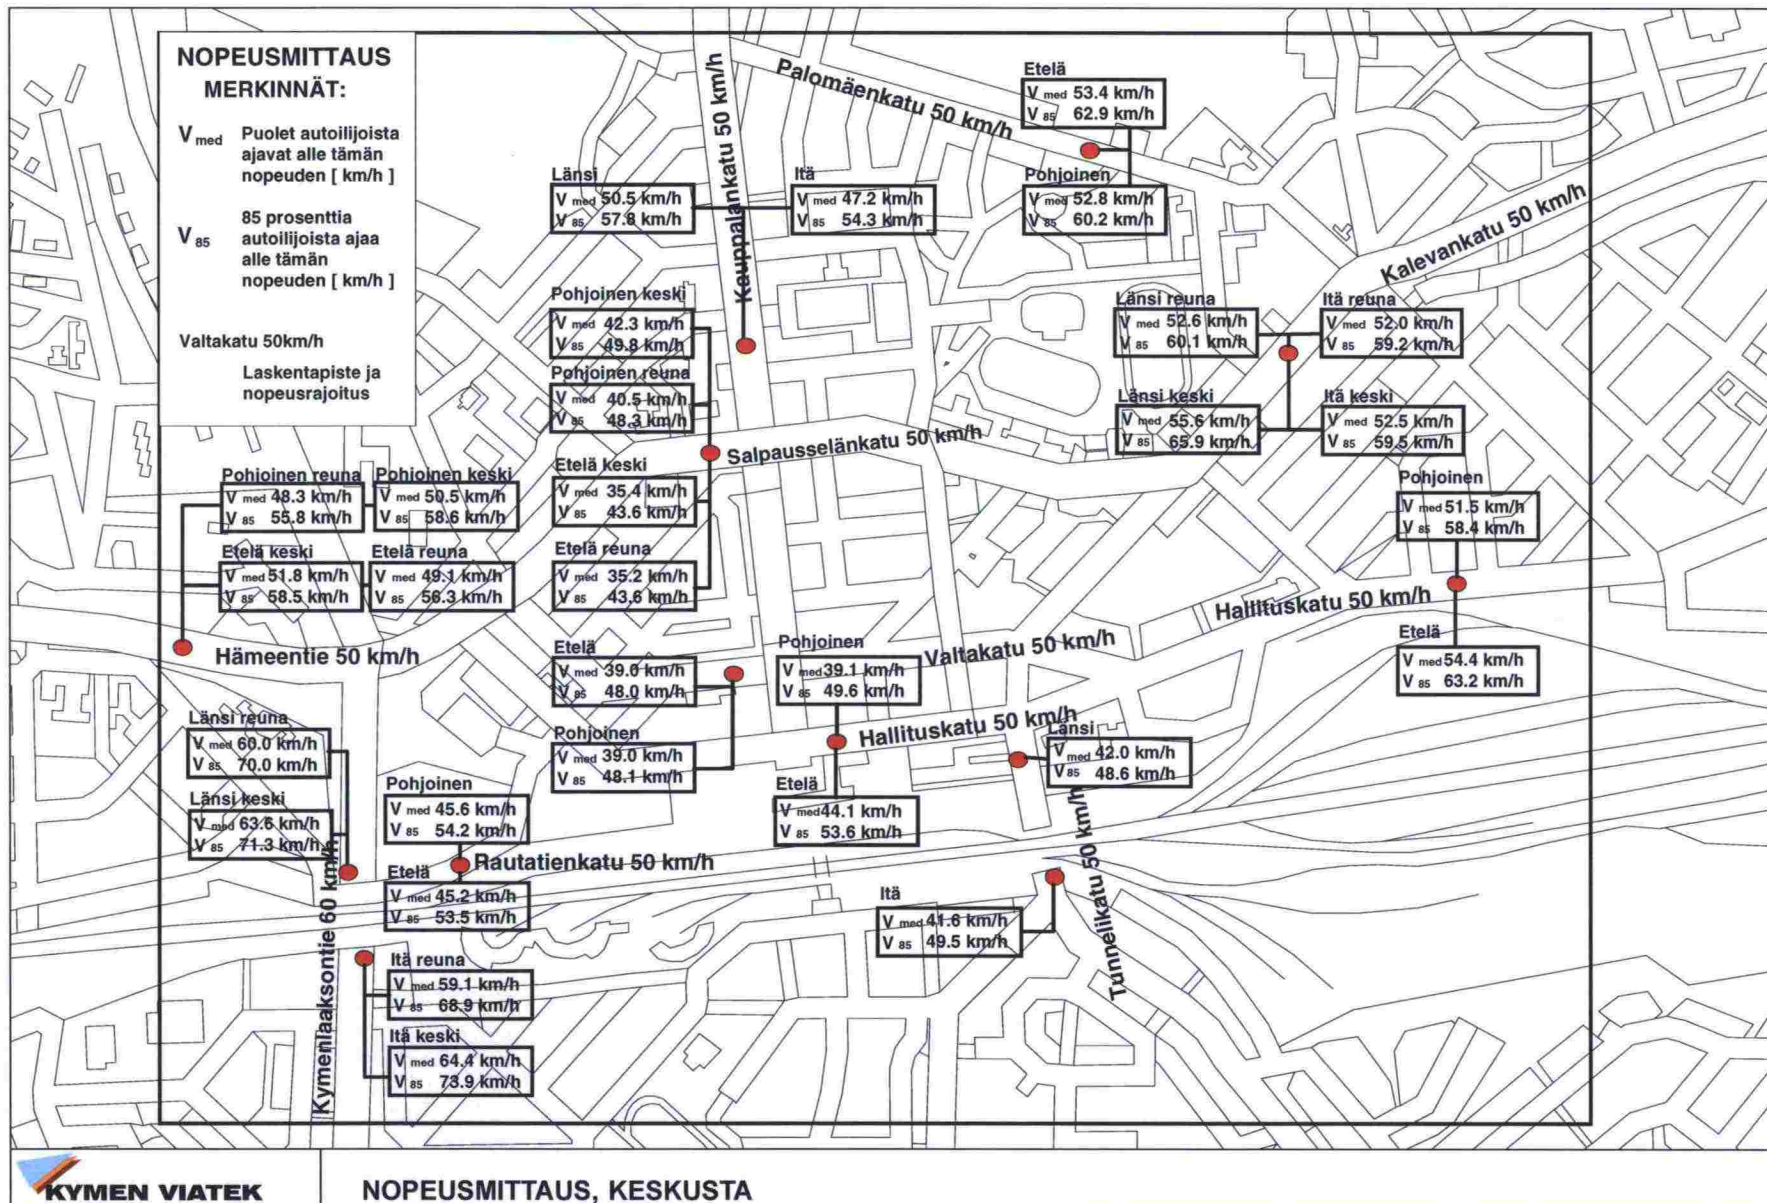 NOPEUSMITTAUS
MERKINNÄT:
V med Puolet autoilijoista
ajavat alle tämän
nopeuden [ km/h ]
V 85 85 prosenttia
autoilijoista ajaa
alle tämän
nopeuden [ km/h ]
Valtakatu 50km/h
Laskentapiste ja
nopeusrajoitus
Kauppalankatu 50 km/h
Palomäenkatu 50 km/h
Etelä
V med 53.4 km/h
V 85 62.9 km/h
Pohjoinen
V med 52.8 km/h
V 85 60.2 km/h
Länsi
V med 50.5 km/h
V 85 57.8 km/h
Itä
V med 47.2 km/h
V 85 54.3 km/h
Kalevankatu 50 km/h
Länsi reuna
V med 52.6 km/h
V 85 60.1 km/h
Itä reuna
V med 52.0 km/h
V 85 59.2 km/h
Länsi keski
V med 55.6 km/h
V 85 65.9 km/h
Itä keski
V med 52.5 km/h
V 85 59.5 km/h
Pohjoinen keski
V med 42.3 km/h
V 85 49.8 km/h
Pohjoinen reuna
V med 40.5 km/h
V 85 48.3 km/h
Salpausselänkatu 50 km/h
Etelä keski
V med 35.4 km/h
V 85 43.6 km/h
Etelä reuna
V med 35.2 km/h
V 85 43.6 km/h
Pohjoinen reuna
V med 48.3 km/h
V 85 55.8 km/h
Pohjoinen keski
V med 50.5 km/h
V 85 58.6 km/h
Etelä keski
V med 51.8 km/h
V 85 58.5 km/h
Etelä reuna
V med 49.1 km/h
V 85 56.3 km/h
Hämeentie 50 km/h
Pohjoinen
V med 51.5 km/h
V 85 58.4 km/h
Hallituskatu 50 km/h
Etelä
V med 54.4 km/h
V 85 63.2 km/h
Etelä
V med 39.0 km/h
V 85 48.0 km/h
Pohjoinen
V med 39.0 km/h
V 85 48.1 km/h
Valtakatu 50 km/h
Pohjoinen
V med 39.1 km/h
V 85 49.6 km/h
Hallituskatu 50 km/h
Etelä
V med 44.1 km/h
V 85 53.6 km/h
Länsi
V med 42.0 km/h
V 85 48.6 km/h
Tunnelikatu 50 km/h
Itä
V med 41.6 km/h
V 85 49.5 km/h
Länsi reuna
V med 60.0 km/h
V 85 70.0 km/h
Länsi keski
V med 63.6 km/h
V 85 71.3 km/h
Kymenlaaksontie 60 km/h
Pohjoinen
V med 45.6 km/h
V 85 54.2 km/h
Rautatienkatu 50 km/h
Etelä
V med 45.2 km/h
V 85 53.5 km/h
Itä reuna
V med 59.1 km/h
V 85 68.9 km/h
Itä keski
V med 64.4 km/h
V 85 73.9 km/h
KYMEN VIATEK
NOPEUSMITTAUS, KESKUSTA